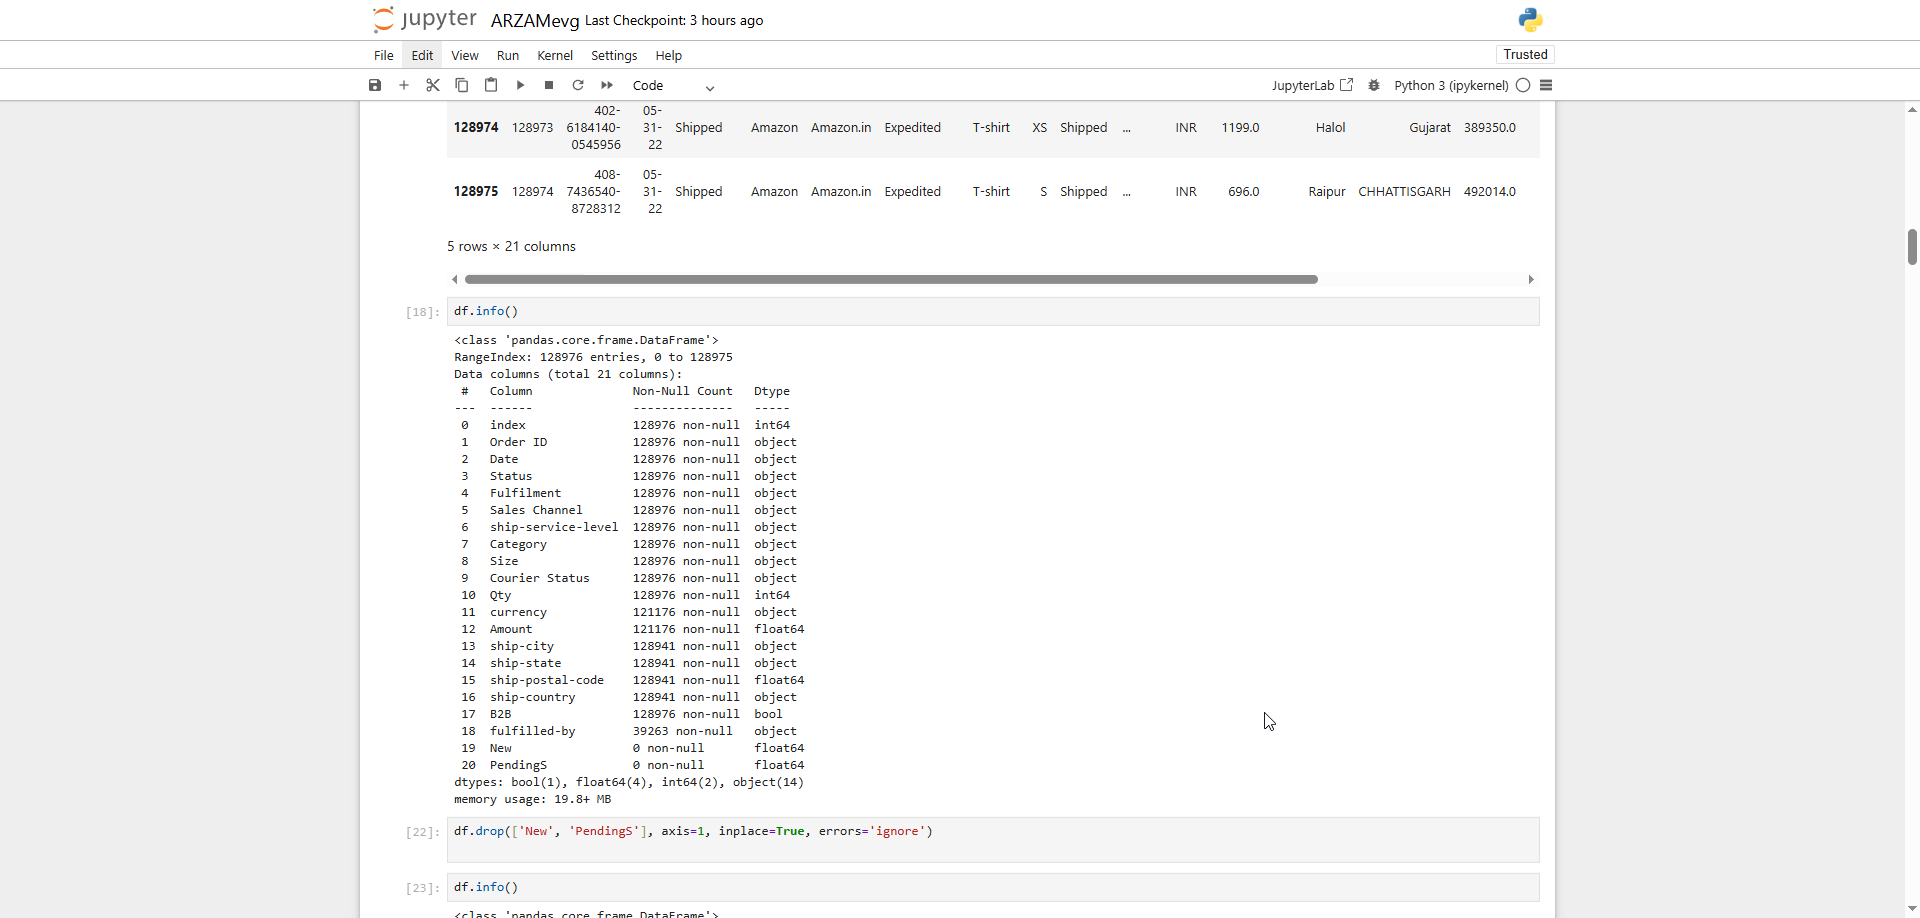 jupyter ARZAMevg Last Checkpoint: 3 hours ago
File Edit View Run Kernel Settings Help Trusted
Code JupyterLab Python 3 (ipykernel)
128974 128973 402-6184140-0545956 05-31-22 Shipped Amazon Amazon.in Expedited T-shirt XS Shipped ... INR 1199.0 Halol Gujarat 389350.0
128975 128974 408-7436540-8728312 05-31-22 Shipped Amazon Amazon.in Expedited T-shirt S Shipped ... INR 696.0 Raipur CHHATTISGARH 492014.0
5 rows × 21 columns
[18]: df.info()
<class 'pandas.core.frame.DataFrame'>
RangeIndex: 128976 entries, 0 to 128975
Data columns (total 21 columns):
# Column Non-Null Count Dtype
--- ------ -------------- -----
0 index 128976 non-null int64
1 Order ID 128976 non-null object
2 Date 128976 non-null object
3 Status 128976 non-null object
4 Fulfilment 128976 non-null object
5 Sales Channel 128976 non-null object
6 ship-service-level 128976 non-null object
7 Category 128976 non-null object
8 Size 128976 non-null object
9 Courier Status 128976 non-null object
10 Qty 128976 non-null int64
11 currency 121176 non-null object
12 Amount 121176 non-null float64
13 ship-city 128941 non-null object
14 ship-state 128941 non-null object
15 ship-postal-code 128941 non-null float64
16 ship-country 128941 non-null object
17 B2B 128976 non-null bool
18 fulfilled-by 39263 non-null object
19 New 0 non-null float64
20 PendingS 0 non-null float64
dtypes: bool(1), float64(4), int64(2), object(14)
memory usage: 19.8+ MB
[22]: df.drop(['New', 'PendingS'], axis=1, inplace=True, errors='ignore')
[23]: df.info()
<class 'pandas.core.frame.DataFrame'>